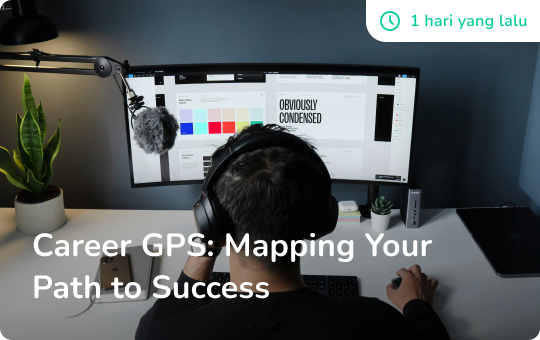 1 hari yang lalu
OBVIOUSLY
CONDENSED
Career GPS: Mapping Your
Path to Success